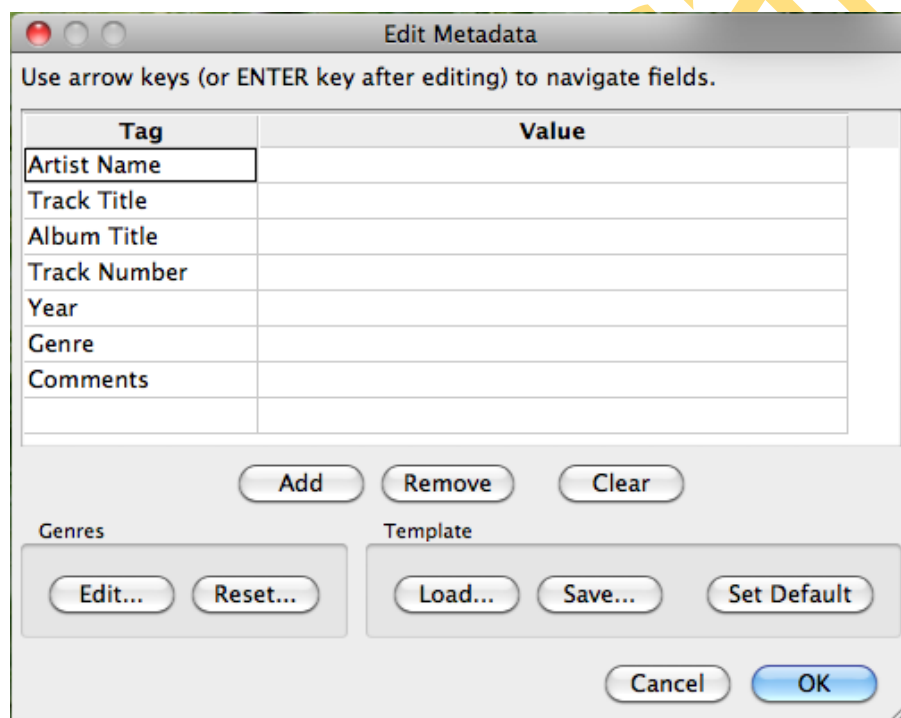 Edit Metadata
Use arrow keys (or ENTER key after editing) to navigate fields.
Tag Value
Artist Name
Track Title
Album Title
Track Number
Year
Genre
Comments
Add Remove Clear
Genres Template
Edit... Reset... Load... Save... Set Default
Cancel OK